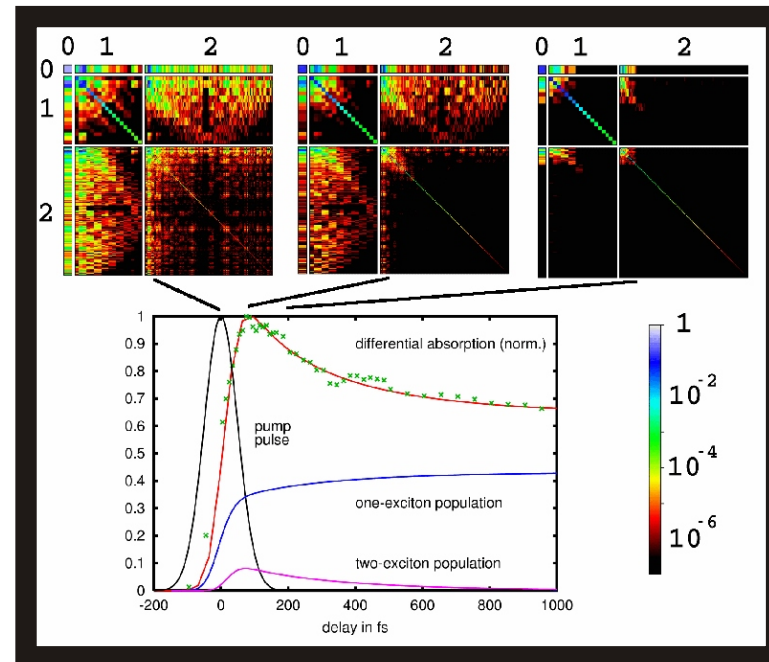 0 1 2
0 1 2
0 1 2
0
1
2
1
0.9
0.8
0.7
0.6
0.5
0.4
0.3
0.2
0.1
0
differential absorption (norm.)
pump
pulse
one-exciton population
two-exciton population
-200 0 200 400 600 800 1000
delay in fs
1
10-2
10-4
10-6